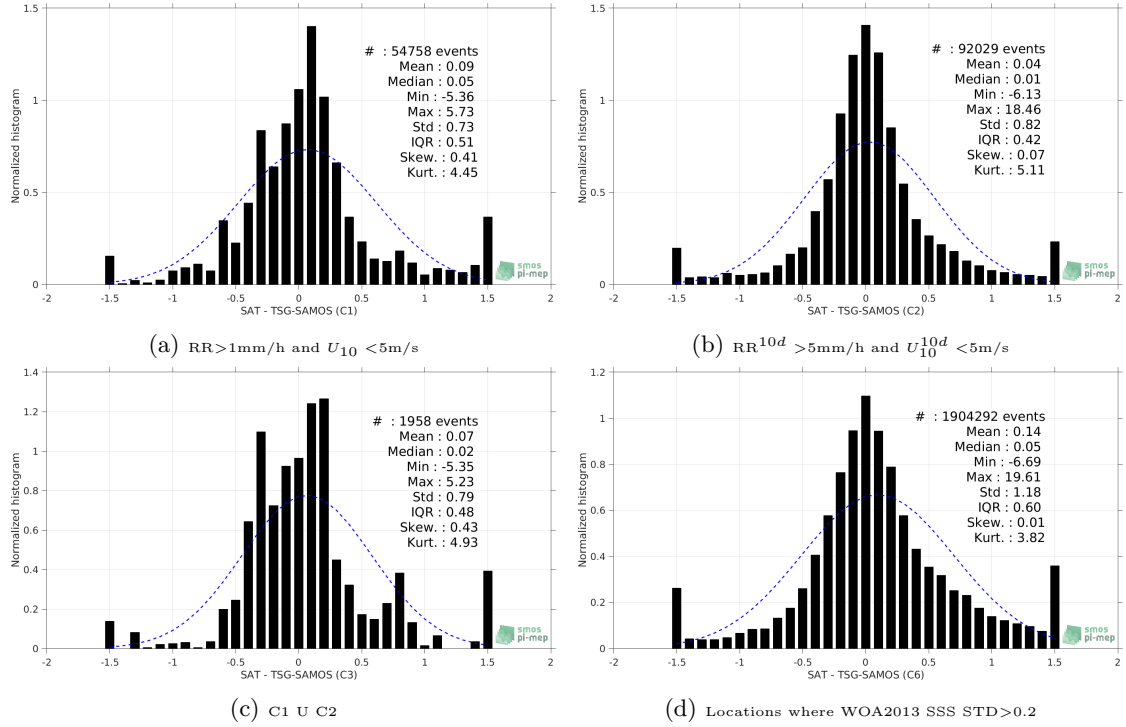 1.5
1
0.5
0
Normalized histogram
# : 54758 events
Mean : 0.09
Median : 0.05
Min : -5.36
Max : 5.73
Std : 0.73
IQR : 0.51
Skew. : 0.41
Kurt. : 4.45
smos
pi-mep
-2 -1.5 -1 -0.5 0 0.5 1 1.5 2
SAT - TSG-SAMOS (C1)
(a) RR>1mm/h and U10 <5m/s
1.5
1
0.5
0
Normalized histogram
# : 92029 events
Mean : 0.04
Median : 0.01
Min : -6.13
Max : 18.46
Std : 0.82
IQR : 0.42
Skew. : 0.07
Kurt. : 5.11
smos
pi-mep
-2 -1.5 -1 -0.5 0 0.5 1 1.5 2
SAT - TSG-SAMOS (C2)
(b) RR^10d >5mm/h and U10^10d <5m/s
1.4
1.2
1
0.8
0.6
0.4
0.2
0
Normalized histogram
# : 1958 events
Mean : 0.07
Median : 0.02
Min : -5.35
Max : 5.23
Std : 0.79
IQR : 0.48
Skew. : 0.43
Kurt. : 4.93
smos
pi-mep
-2 -1.5 -1 -0.5 0 0.5 1 1.5 2
SAT - TSG-SAMOS (C3)
(c) C1 U C2
1.2
1
0.8
0.6
0.4
0.2
0
Normalized histogram
# : 1904292 events
Mean : 0.14
Median : 0.05
Min : -6.69
Max : 19.61
Std : 1.18
IQR : 0.60
Skew. : 0.01
Kurt. : 3.82
smos
pi-mep
-2 -1.5 -1 -0.5 0 0.5 1 1.5 2
SAT - TSG-SAMOS (C6)
(d) Locations where WOA2013 SSS STD>0.2